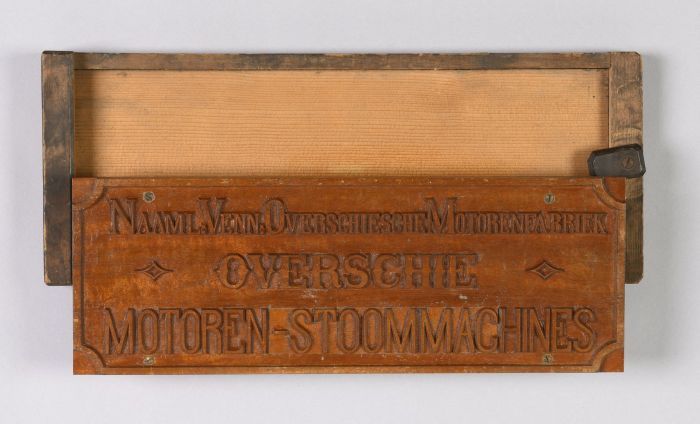 NAAML. VENN. OVERSCHIESCHE MOTORENFABRIEK
OVERSCHIE
MOTOREN-STOOMMACHINES